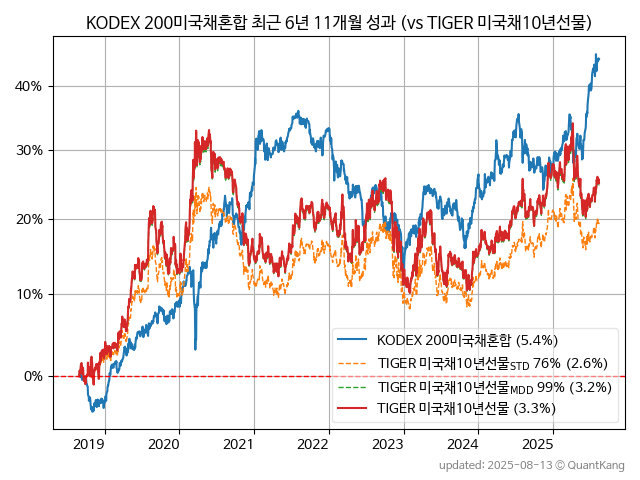 KODEX 200미국채혼합 최근 6년 11개월 성과 (vs TIGER 미국채10년선물)
40%
30%
20%
10%
0%
KODEX 200미국채혼합 (5.4%)
TIGER 미국채10년선물STD 76% (2.6%)
TIGER 미국채10년선물MDD 99% (3.2%)
TIGER 미국채10년선물 (3.3%)
2019 2020 2021 2022 2023 2024 2025
updated: 2025-08-13 ⓒ QuantKang